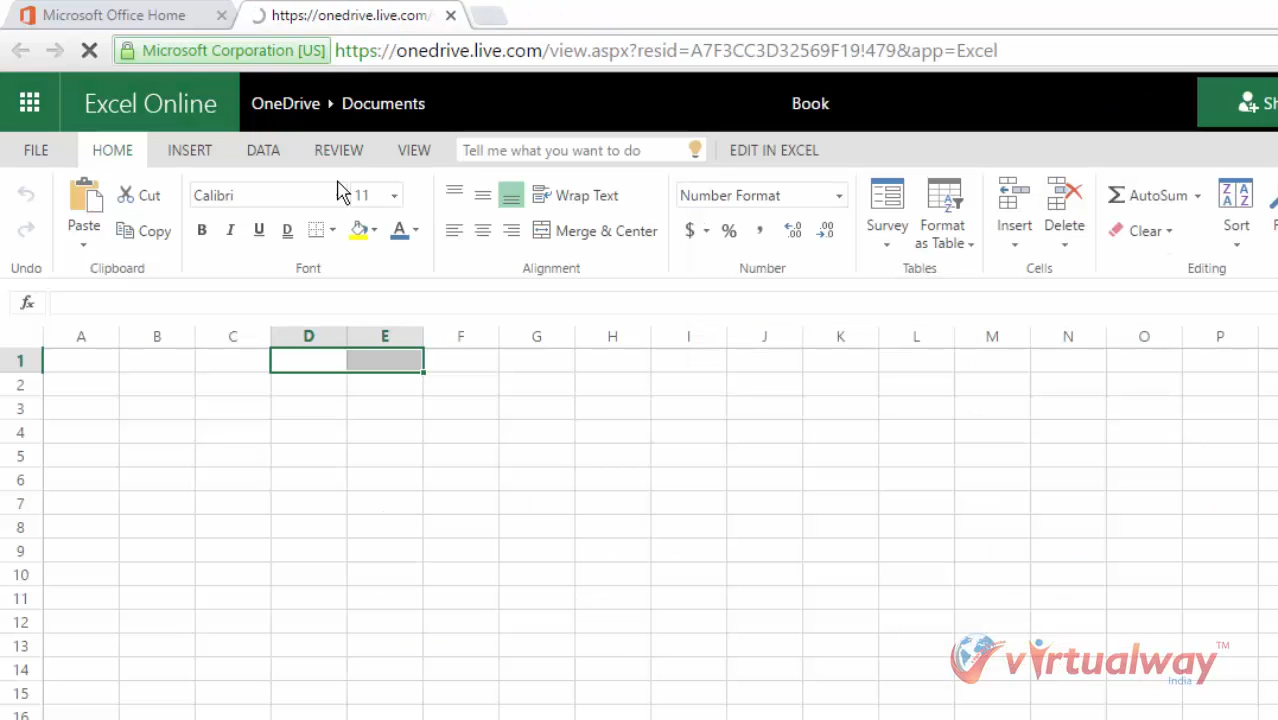 Microsoft Office Home
https://onedrive.live.com/
Microsoft Corporation [US]
https://onedrive.live.com/view.aspx?resid=A7F3CC3D32569F19!479&app=Excel
Excel Online
OneDrive
Documents
Book
Sh
FILE
HOME
INSERT
DATA
REVIEW
VIEW
Tell me what you want to do
EDIT IN EXCEL
Paste
Cut
Copy
Calibri
11
B I U D A
Wrap Text
Merge & Center
Number Format
$ % , .00 .00
Survey
Format
as Table
Insert
Delete
Σ AutoSum
Clear
Z A
A Z
Sort
F
Undo
Clipboard
Font
Alignment
Number
Tables
Cells
Editing
fx
A B C D E F G H I J K L M N O P
1
2
3
4
5
6
7
8
9
10
11
12
13
14
15
16
virtualway™
India